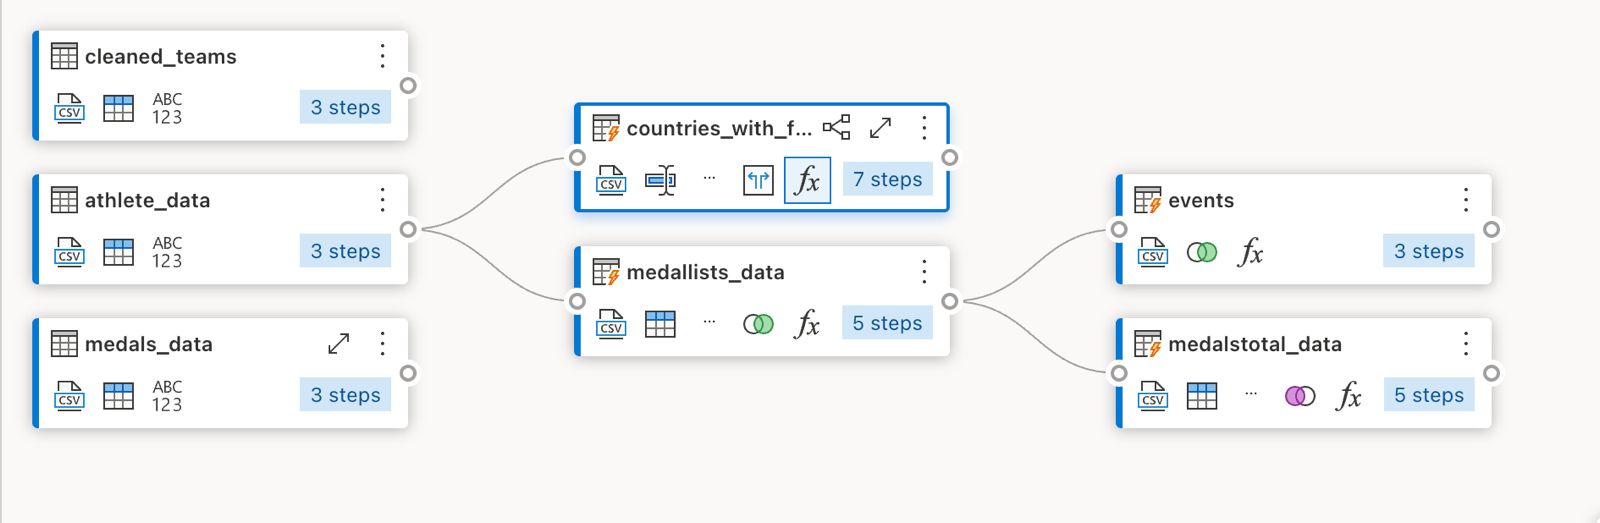 cleaned_teams
CSV
ABC
123
3 steps
athlete_data
CSV
ABC
123
3 steps
medals_data
CSV
ABC
123
3 steps
countries_with_f...
CSV
...
fx
7 steps
medallists_data
CSV
...
fx
5 steps
events
CSV
fx
3 steps
medalstotal_data
CSV
...
fx
5 steps